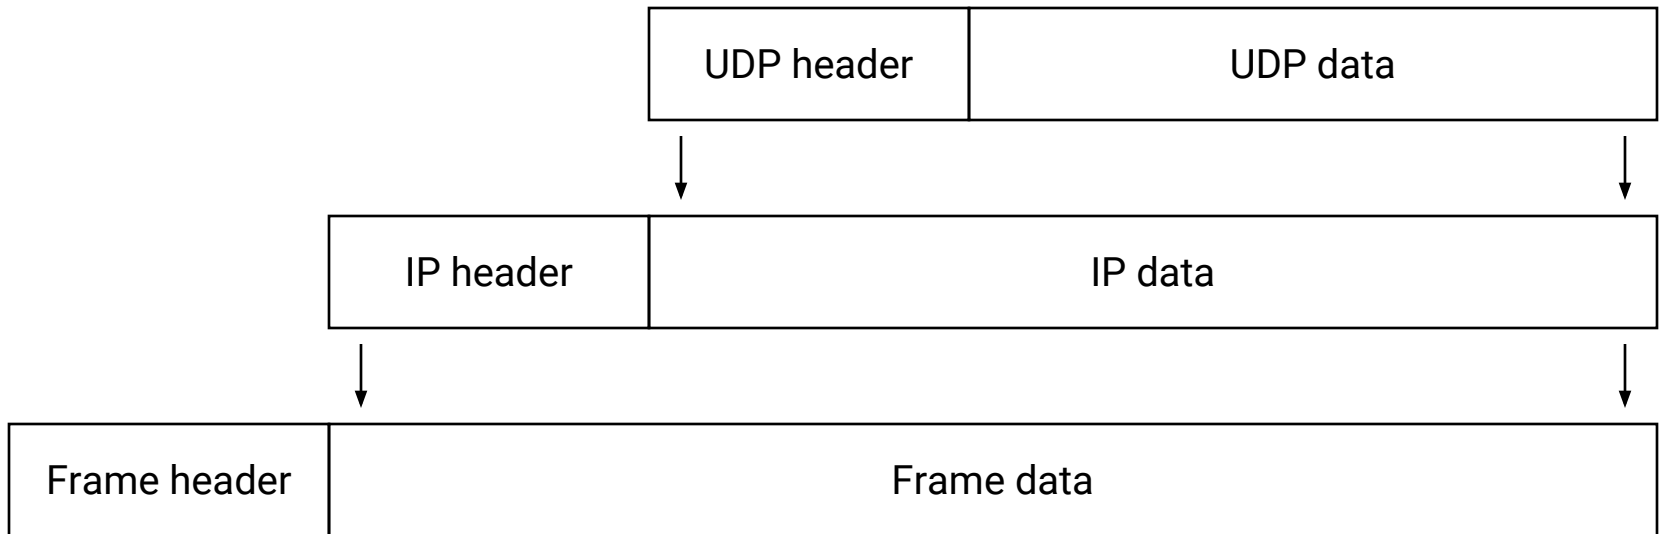 UDP header UDP data
IP header IP data
Frame header Frame data